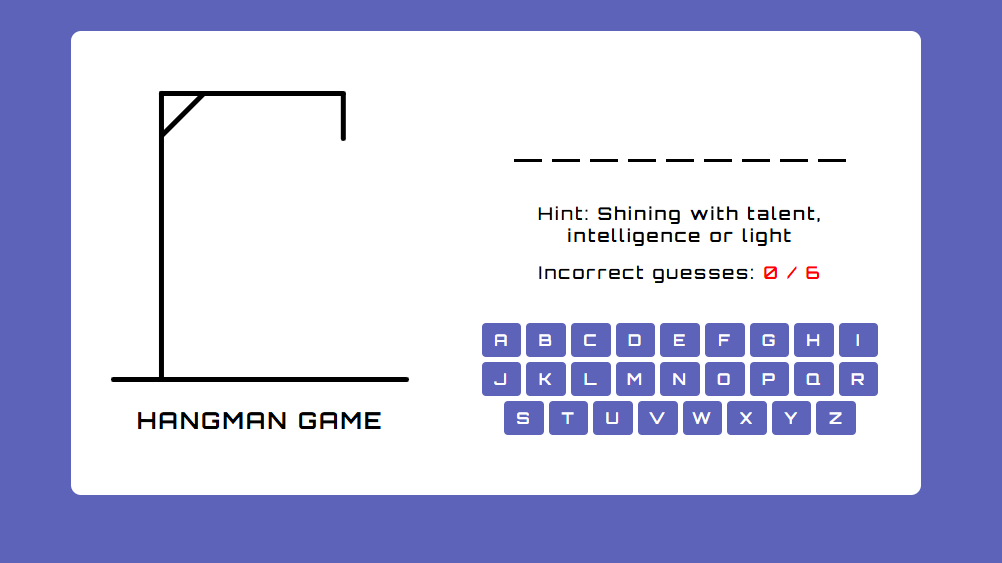 _ _ _ _ _ _ _ _ _
Hint: Shining with talent,
intelligence or light
Incorrect guesses: 0 / 6
A B C D E F G H I
J K L M N O P Q R
S T U V W X Y Z
HANGMAN GAME